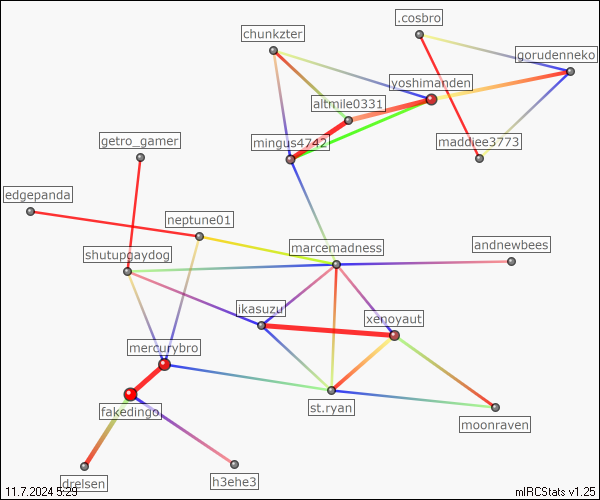 .cosbro
chunkzter
gorudenneko
yoshimanden
altmile0331
mingus4742
maddiee3773
getro_gamer
edgepanda
neptune01
marcemadness
andnewbees
shutupgaydog
ikasuzu
xenoyaut
mercurybro
fakedingo
st.ryan
moonraven
drelsen
h3ehe3
11.7.2024 5:29
mIRCStats v1.25